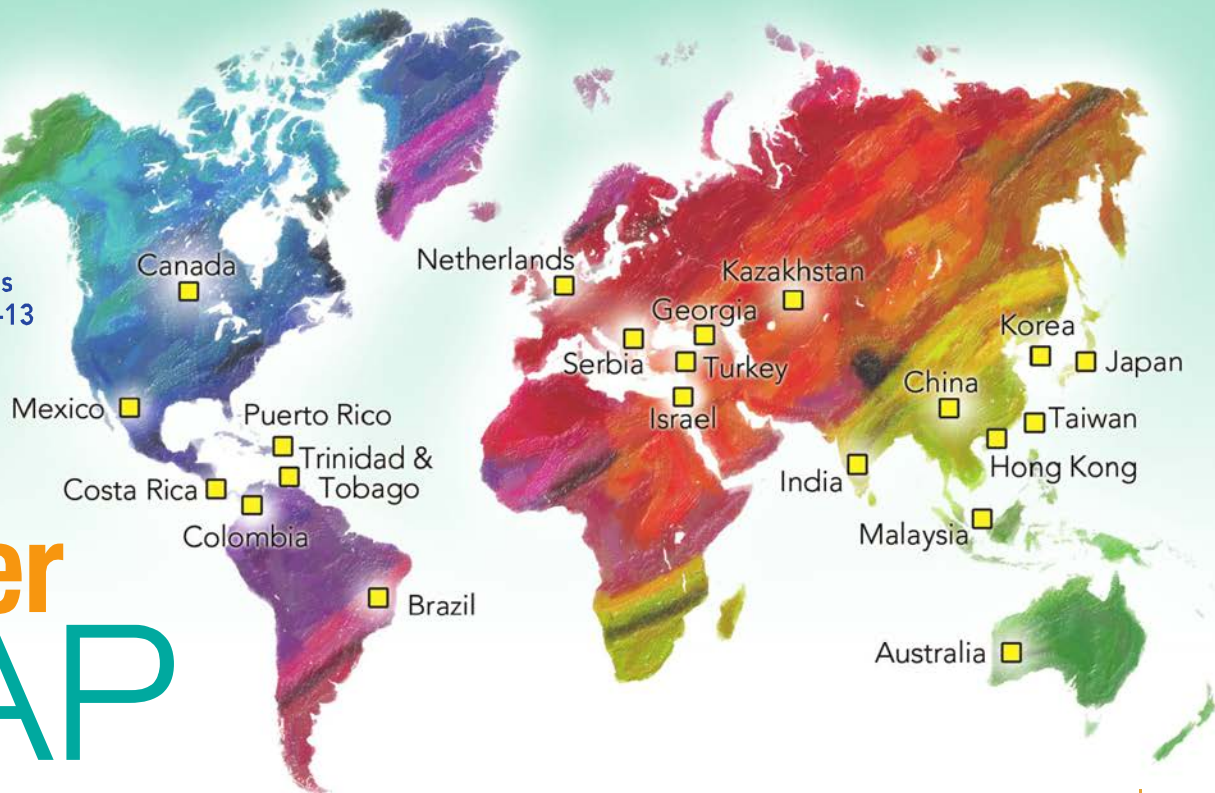 Canada
Netherlands
Kazakhstan
s
-13
Georgia
Korea
Serbia
Turkey
Japan
China
Mexico
Puerto Rico
Israel
Taiwan
Trinidad &
Tobago
Hong Kong
Costa Rica
India
Colombia
Malaysia
er
Brazil
AP
Australia